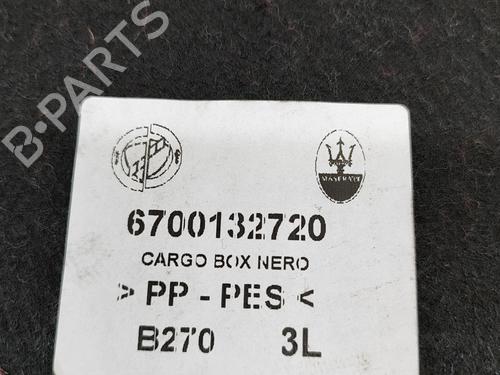 B-PARTS
MASERATI
6700132720
CARGO BOX NERO
> PP - PES <
B270 3L